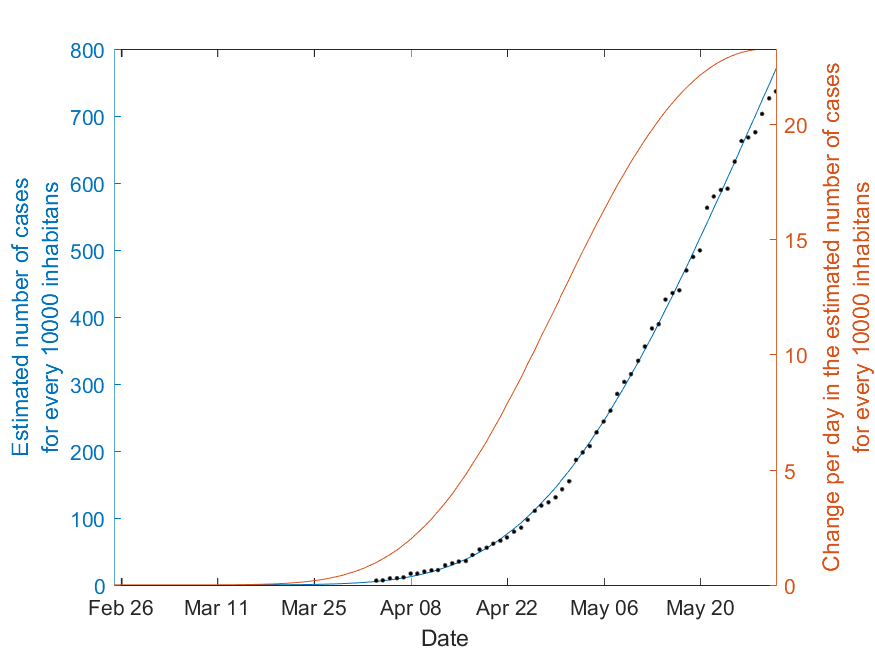 Estimated number of cases
for every 10000 inhabitans
800
700
600
500
400
300
200
100
0
Feb 26 Mar 11 Mar 25 Apr 08 Apr 22 May 06 May 20
Date
20
15
10
5
0
Change per day in the estimated number of cases
for every 10000 inhabitans